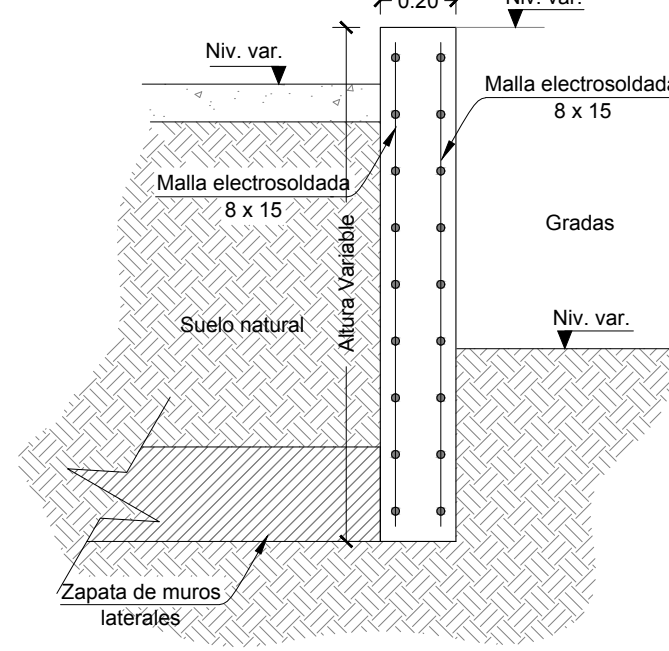 0.20
Niv. var.
Niv. var.
Malla electrosoldada
8 x 15
Malla electrosoldada
8 x 15
Gradas
Altura Variable
Suelo natural
Niv. var.
Zapata de muros
laterales